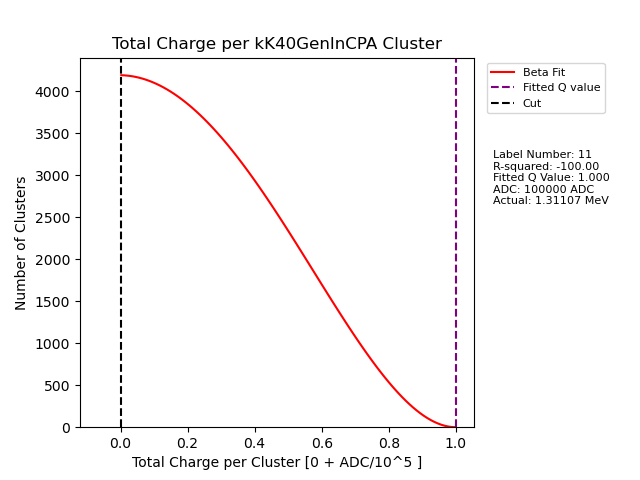 Total Charge per kK40GenInCPA Cluster
Beta Fit
Fitted Q value
Cut
Label Number: 11
R-squared: -100.00
Fitted Q Value: 1.000
ADC: 100000 ADC
Actual: 1.31107 MeV
Number of Clusters
4000
3500
3000
2500
2000
1500
1000
500
0
0.0 0.2 0.4 0.6 0.8 1.0
Total Charge per Cluster [0 + ADC/10^5 ]